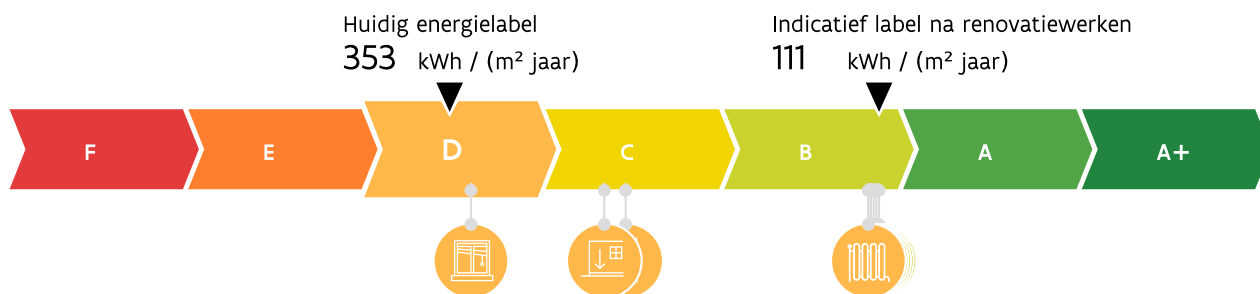 Huidig energielabel
353 kWh / (m² jaar)
Indicatief label na renovatiewerken
111 kWh / (m² jaar)
F E D C B A A+